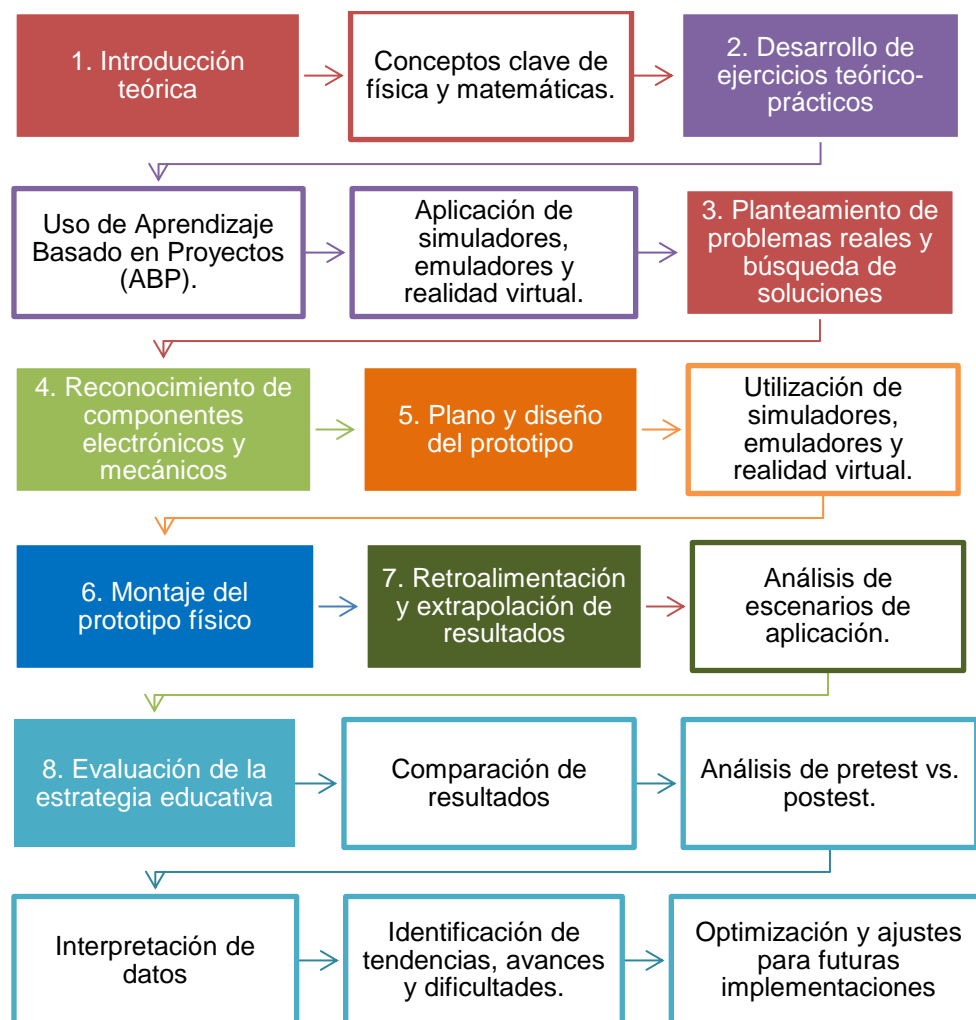 1. Introducción
teórica
Conceptos clave de
física y matemáticas.
2. Desarrollo de
ejercicios teórico-
prácticos
Uso de Aprendizaje
Basado en Proyectos
(ABP).
Aplicación de
simuladores,
emuladores y
realidad virtual.
3. Planteamiento de
problemas reales y
búsqueda de
soluciones
4. Reconocimiento de
componentes
electrónicos y
mecánicos
5. Plano y diseño
del prototipo
Utilización de
simuladores,
emuladores y
realidad virtual.
6. Montaje del
prototipo físico
7. Retroalimentación
y extrapolación de
resultados
Análisis de
escenarios de
aplicación.
8. Evaluación de la
estrategia educativa
Comparación de
resultados
Análisis de pretest vs.
postest.
Interpretación de
datos
Identificación de
tendencias, avances
y dificultades.
Optimización y ajustes
para futuras
implementaciones